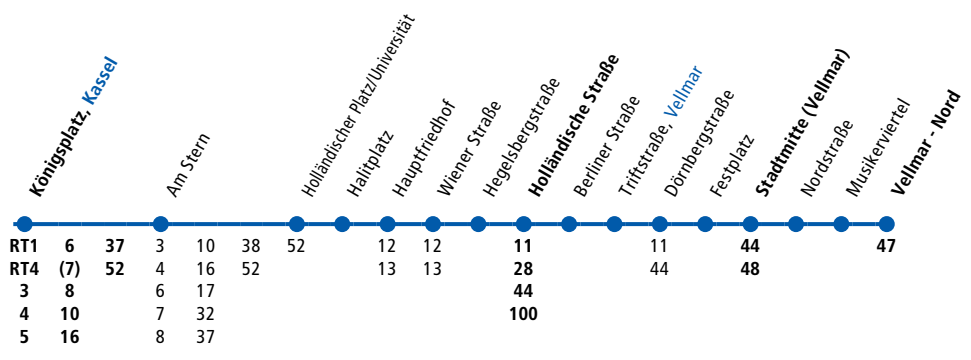 Königsplatz, Kassel
Am Stern
Holländischer Platz/Universität
Halitplatz
Hauptfriedhof
Wiener Straße
Hegelsbergstraße
Holländische Straße
Berliner Straße
Triftstraße, Vellmar
Dörnbergstraße
Festplatz
Stadtmitte (Vellmar)
Nordstraße
Musikerviertel
Vellmar - Nord
RT1 6 37 3 10 38 52 12 12 11 11 44 47
RT4 (7) 52 4 16 52 13 13 28 44 48
3 8 6 17 44
4 10 7 32 100
5 16 8 37